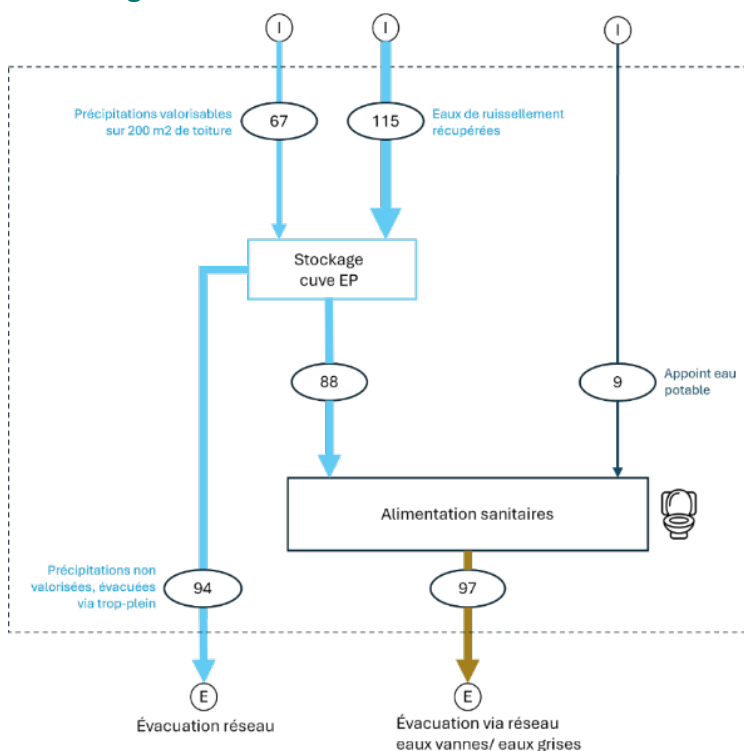 I
I
I
Précipitations valorisables
sur 200 m2 de toiture
67
115
Eaux de ruissellement
récupérées
Stockage
cuve EP
88
9
Appoint eau
potable
Alimentation sanitaires
Précipitations non
valorisées, évacuées
via trop-plein
94
97
E
E
Évacuation réseau
Évacuation via réseau
eaux vannes/ eaux grises